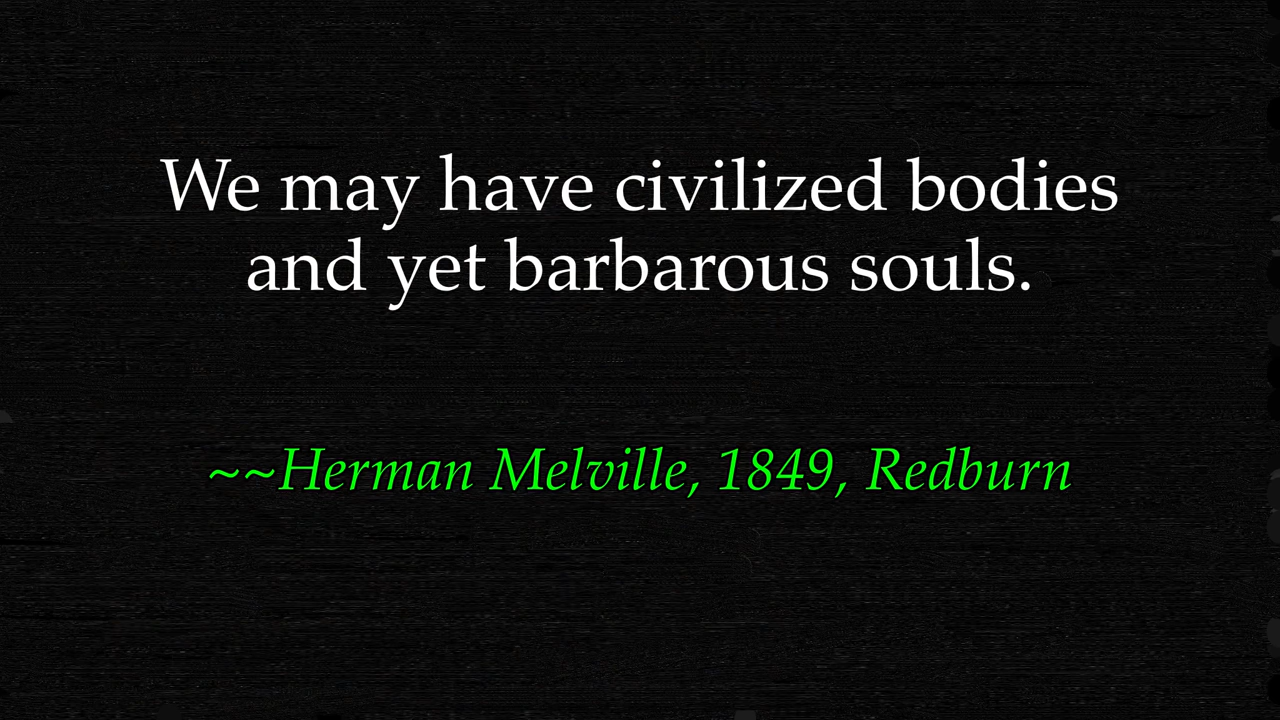 We may have civilized bodies
and yet barbarous souls.
~~Herman Melville, 1849, Redburn